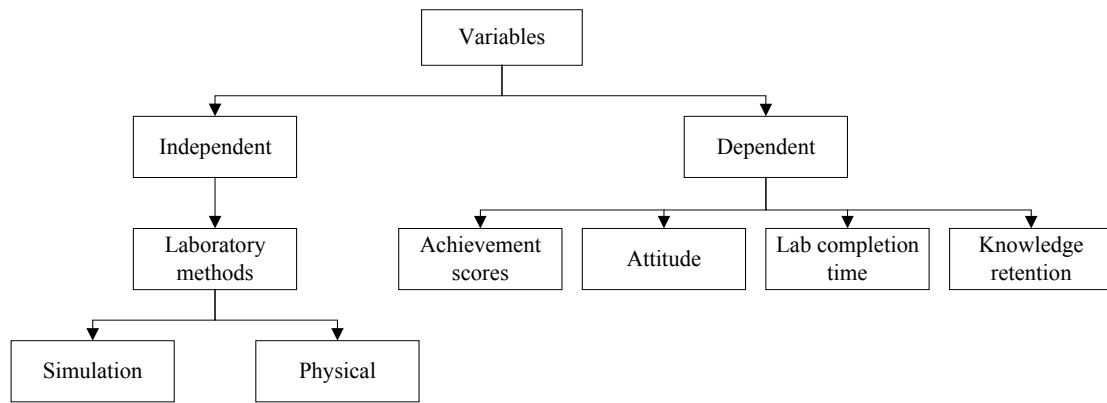 Variables
Independent
Dependent
Laboratory
methods
Achievement
scores
Attitude
Lab completion
time
Knowledge
retention
Simulation
Physical